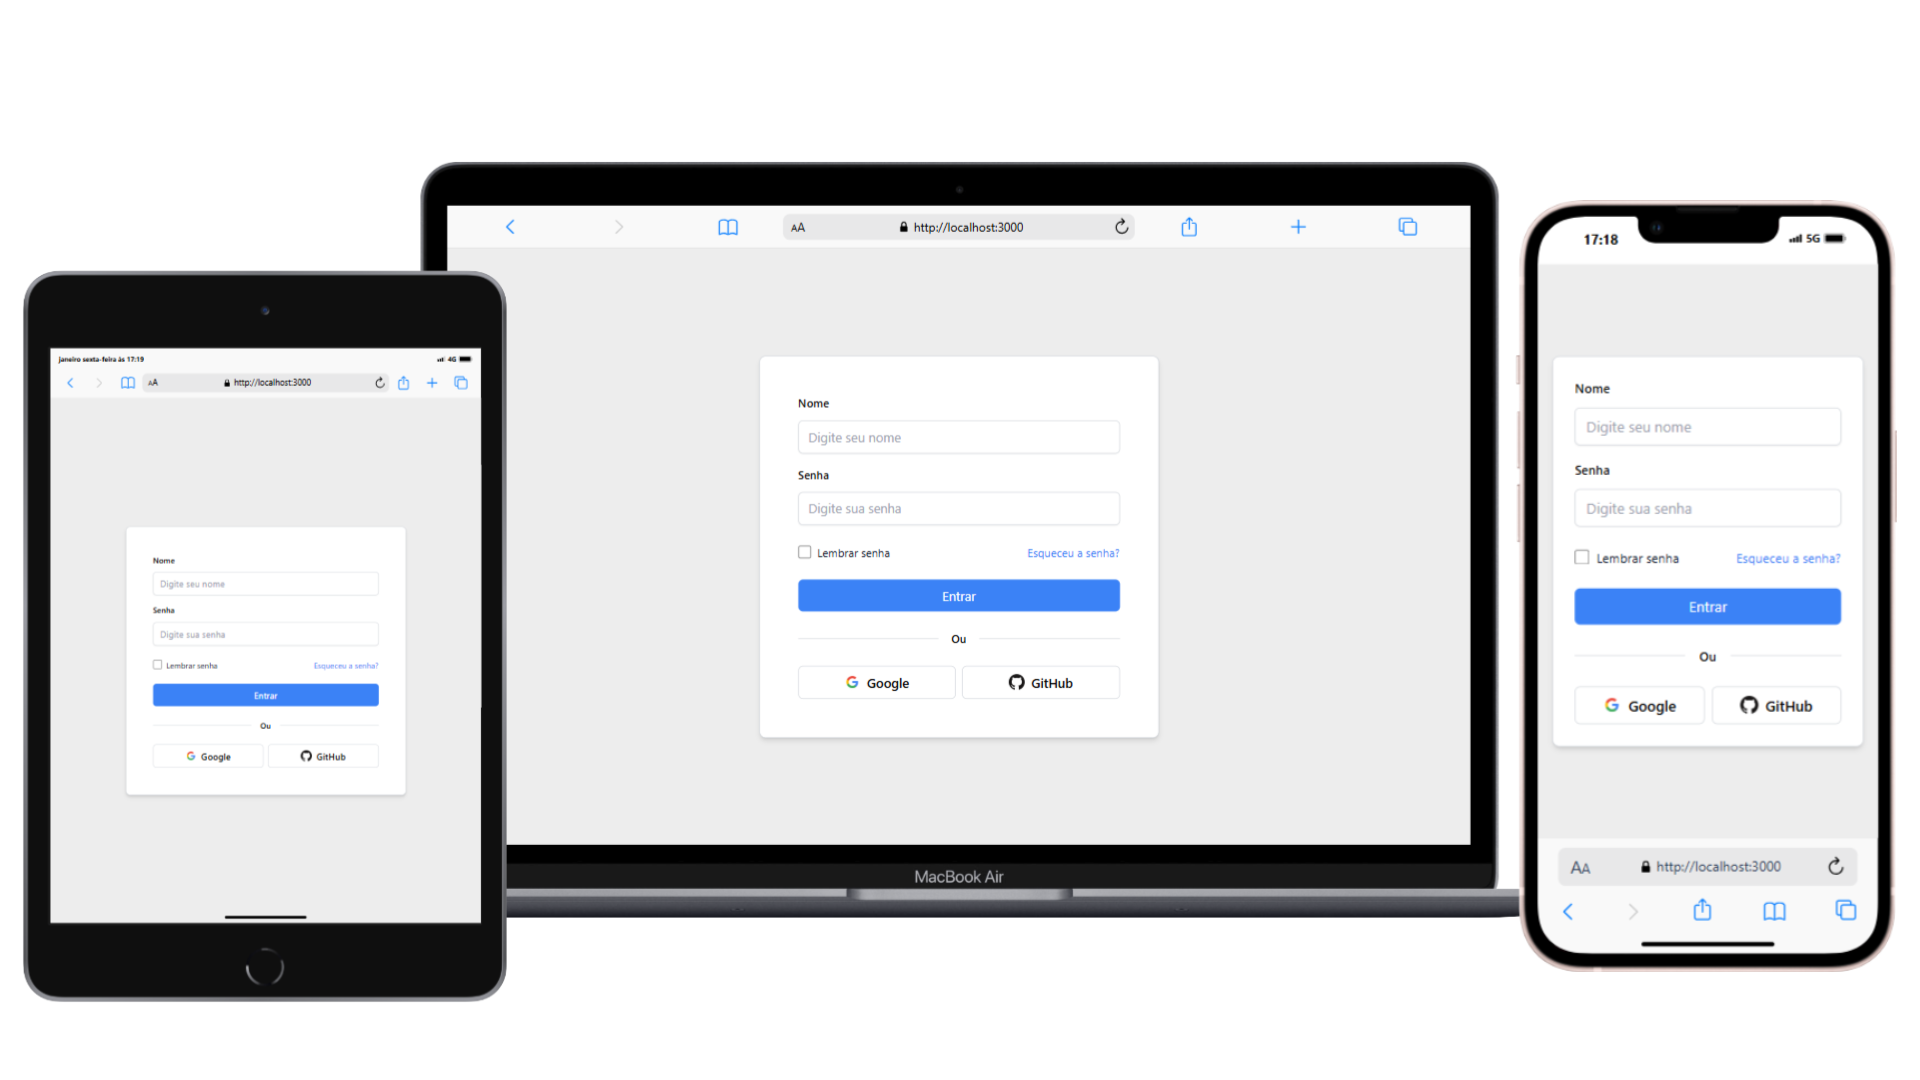 Janeiro sexta-feira às 17:19
4G
AA
http://localhost:3000
Nome
Digite seu nome
Senha
Digite sua senha
Lembrar senha
Esqueceu a senha?
Entrar
Ou
Google
GitHub
AA
http://localhost:3000
Nome
Digite seu nome
Senha
Digite sua senha
Lembrar senha
Esqueceu a senha?
Entrar
Ou
Google
GitHub
MacBook Air
17:18
5G
Nome
Digite seu nome
Senha
Digite sua senha
Lembrar senha
Esqueceu a senha?
Entrar
Ou
Google
GitHub
AA
http://localhost:3000